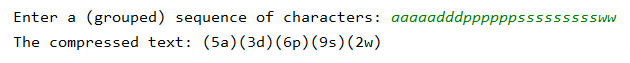 Enter a (grouped) sequence of characters: aaaaadddppppppsssssssssww
The compressed text: (5a)(3d)(6p)(9s)(2w)